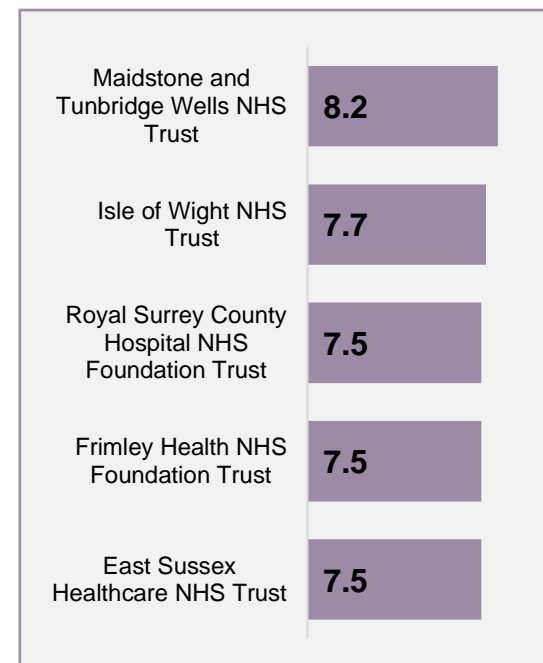 Maidstone and
Tunbridge Wells NHS
Trust
8.2
Isle of Wight NHS
Trust
7.7
Royal Surrey County
Hospital NHS
Foundation Trust
7.5
Frimley Health NHS
Foundation Trust
7.5
East Sussex
Healthcare NHS Trust
7.5